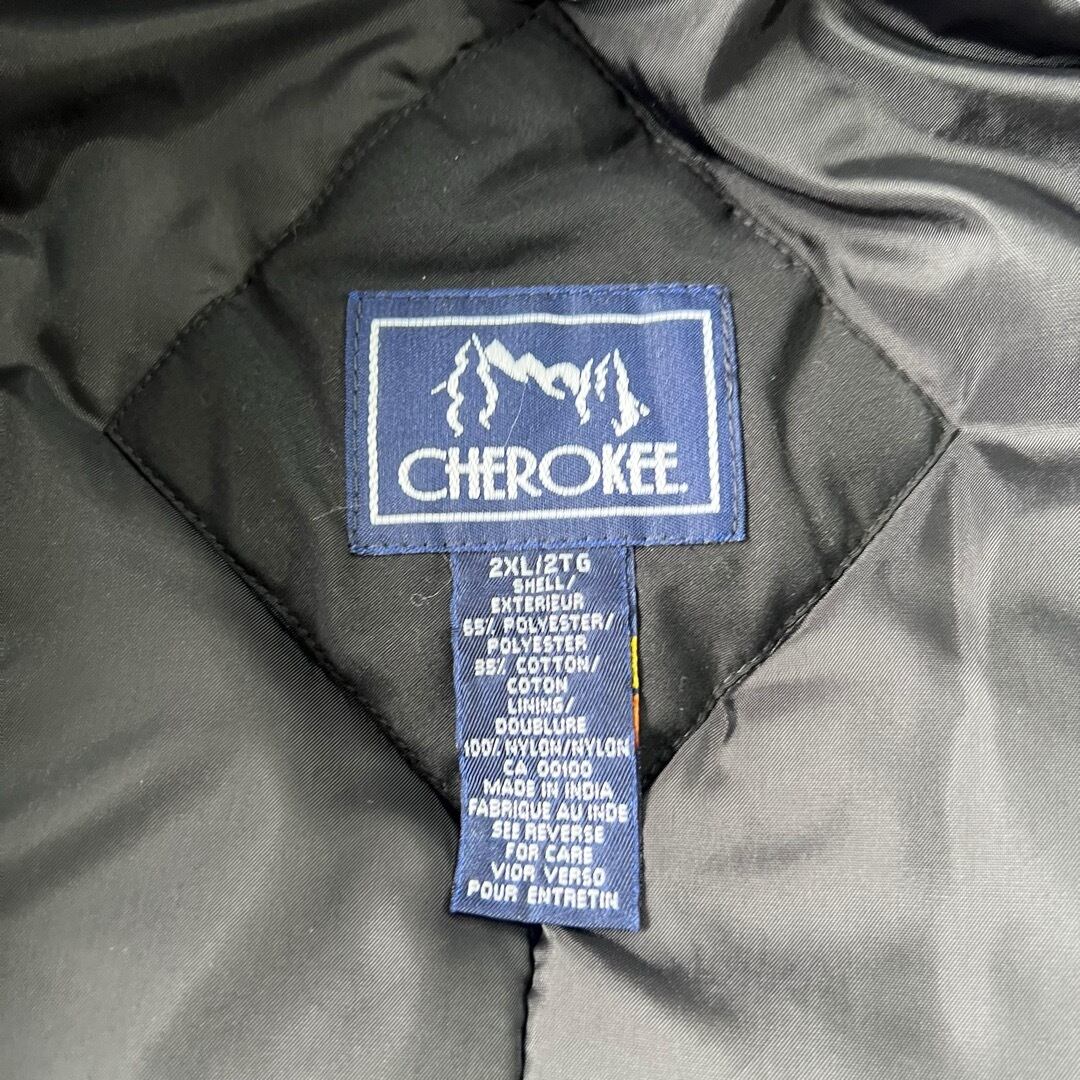 CHEROKEE.
2XL/2TG
SHELL/
EXTERIEUR
65% POLYESTER/
POLYESTER
35% COTTON/
COTON
LINING/
DOUBLURE
100% NYLON/NYLON
CA 00100
MADE IN INDIA
FABRIQUE AU INDE
SEE REVERSE
FOR CARE
VIOR VERSO
POUR ENTRETIN